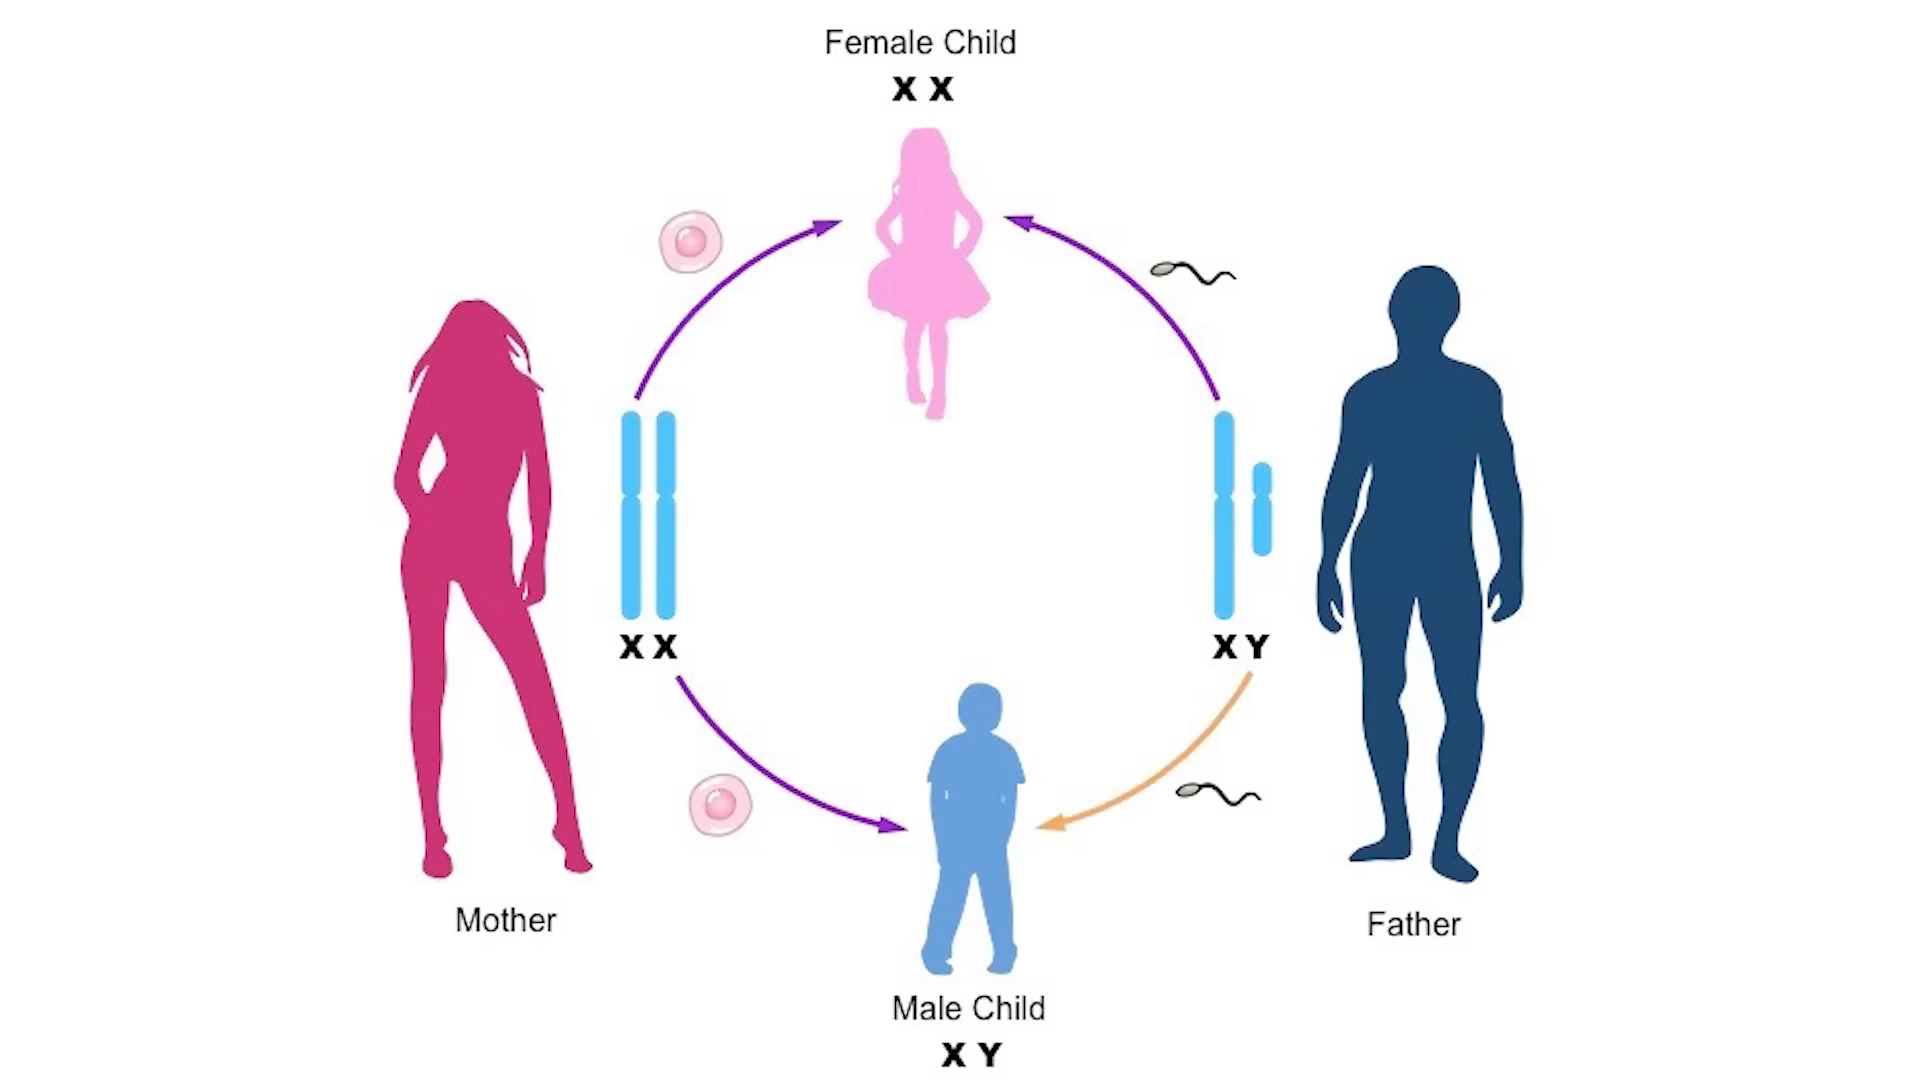 Female Child
X X
X X
X Y
Mother
Father
Male Child
X Y